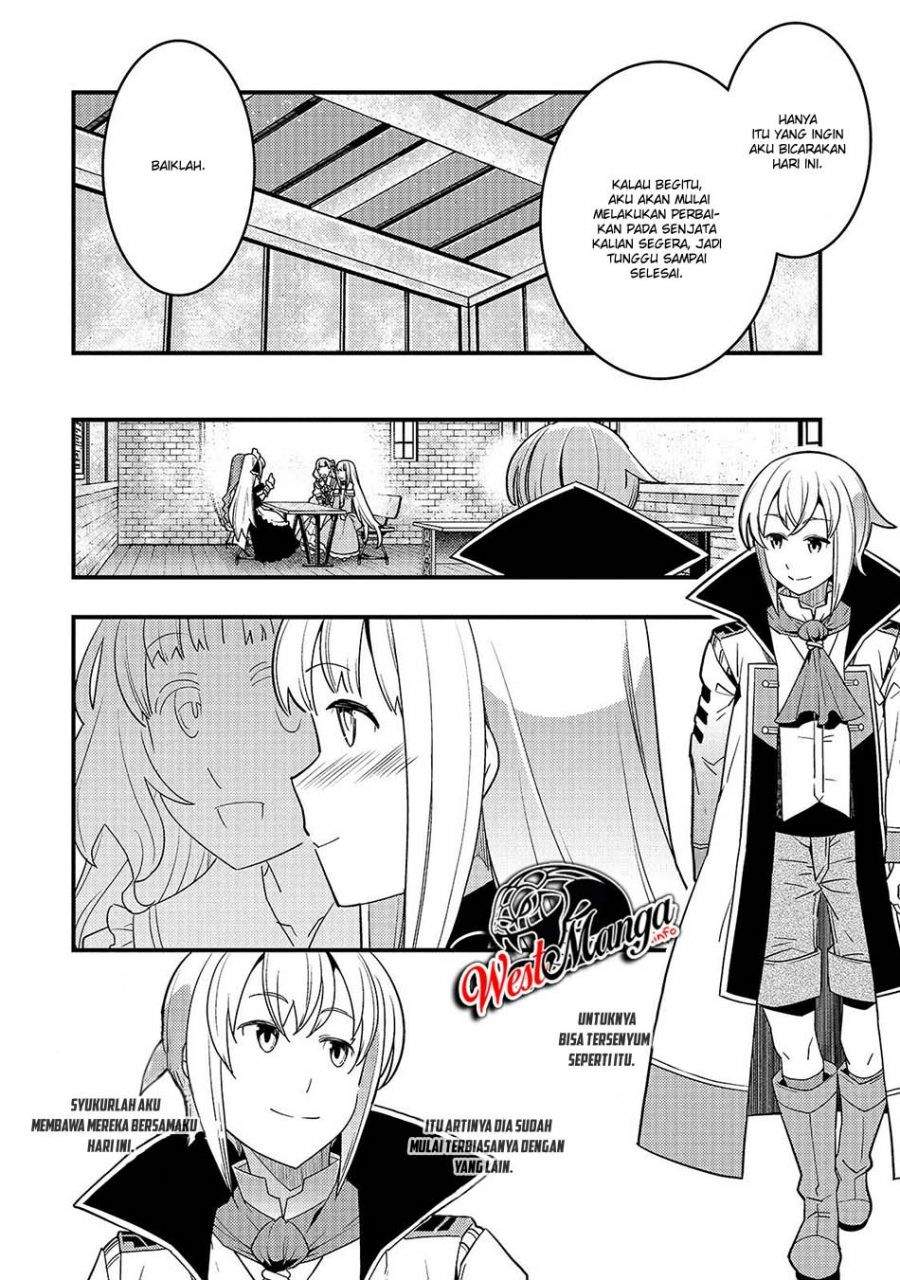 HANYA
ITU YANG INGIN
AKU BICARAKAN
HARI INI.
KALAU BEGITU,
AKU AKAN MULAI
MELAKUKAN PERBAI-
KAN PADA SENJATA
KALIAN SEGERA, JADI
TUNGGU SAMPAI
SELESAI.
BAIKLAH.
WestManga
.info
UNTUKNYA
BISA TERSENYUM
SEPERTI ITU.
ITU ARTINYA DIA SUDAH
MULAI TERBIASANYA DENGAN
YANG LAIN.
SYUKURLAH AKU
MEMBAWA MEREKA BERSAMAKU
HARI INI.